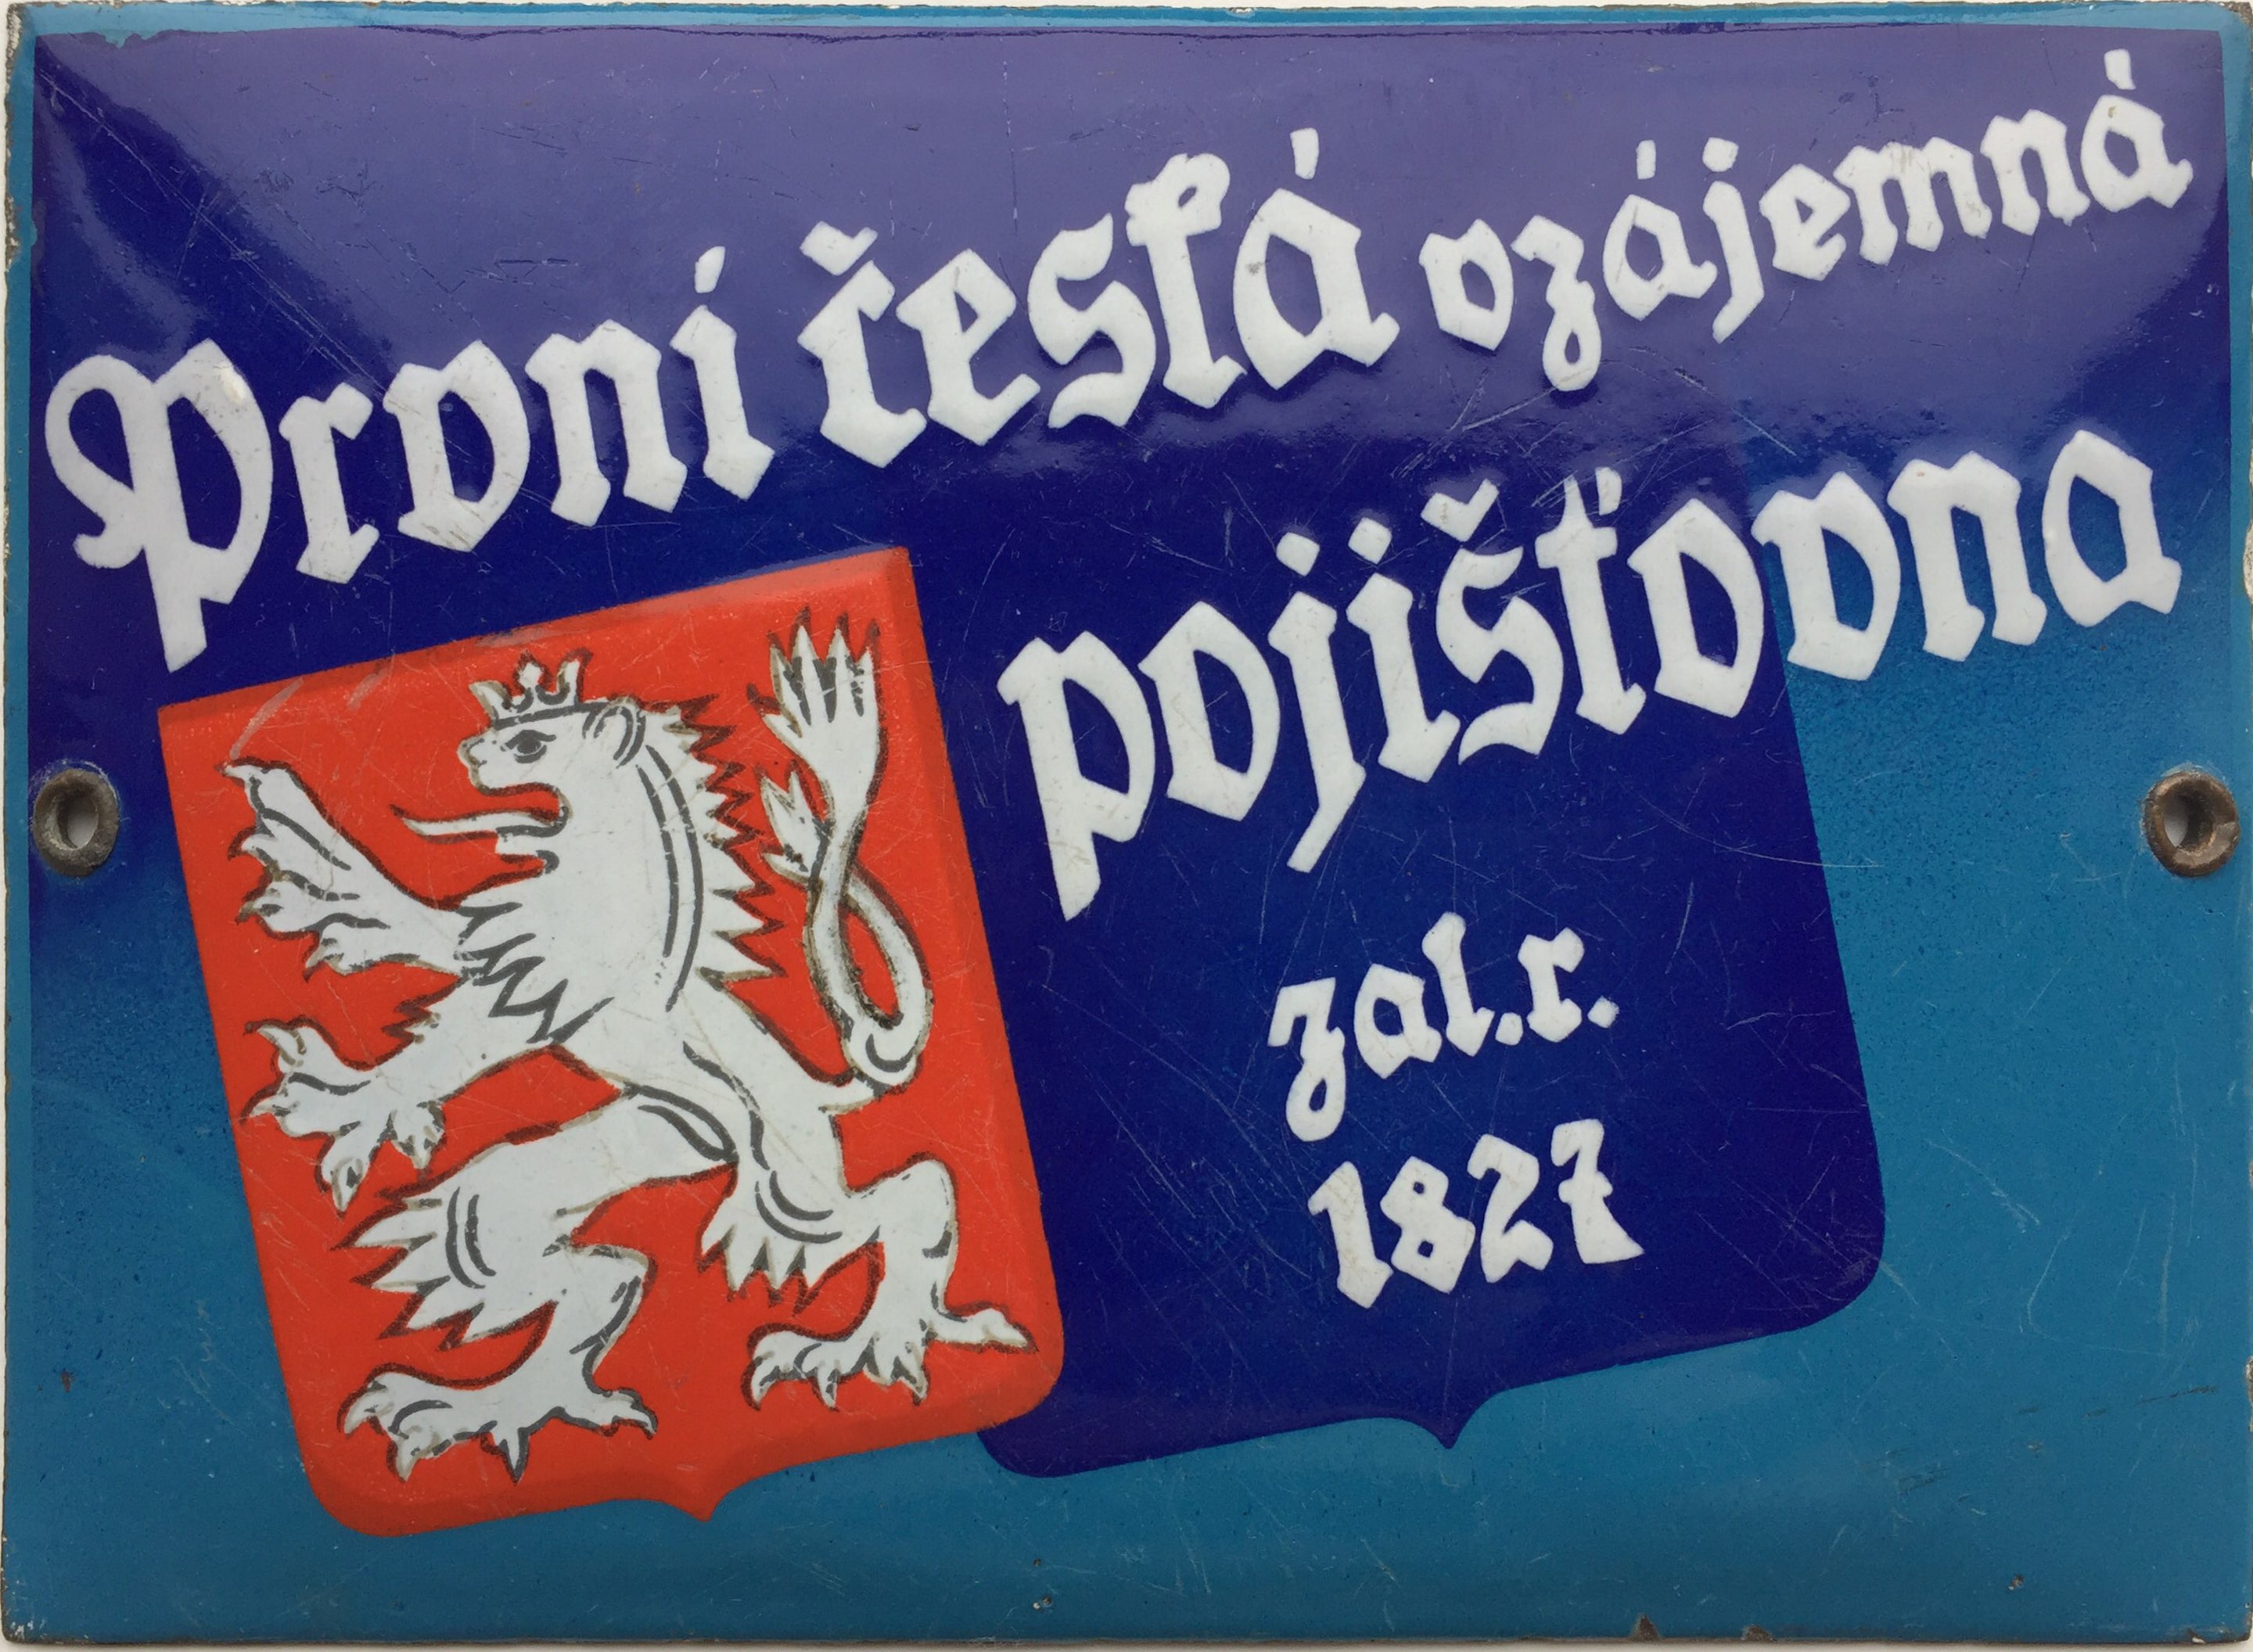 První česká vzájemná
pojišťovna
zal.r.
1827